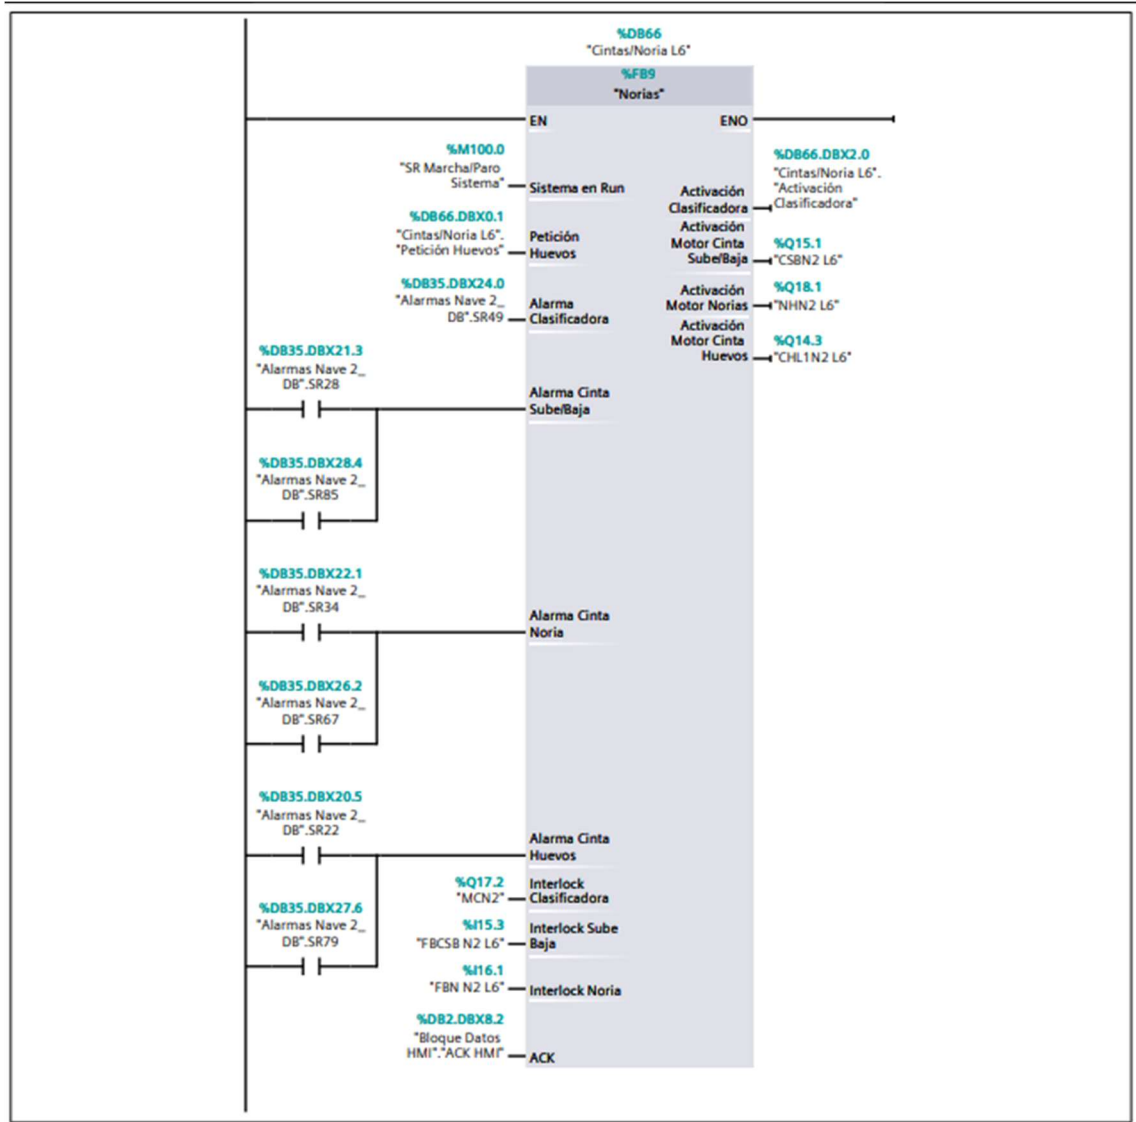 %DB66
"Cintas/Noria L6"
%FB9
"Norias"
EN
ENO
%M100.0
"SR Marcha/Paro
Sistema"
Sistema en Run
%DB66.DBX0.1
"Cintas/Noria L6".
"Petición Huevos"
Petición
Huevos
%DB35.DBX24.0
"Alarmas Nave 2_
DB".SR49
Alarma
Clasificadora
Activación
Clasificadora
%DB66.DBX2.0
"Cintas/Noria L6".
"Activación
Clasificadora"
Activación
Motor Cinta
Sube/Baja
%Q15.1
"CSBN2 L6"
Activación
Motor Norias
%Q18.1
"NHN2 L6"
Activación
Motor Cinta
Huevos
%Q14.3
"CHL1N2 L6"
%DB35.DBX21.3
"Alarmas Nave 2_
DB".SR28
Alarma Cinta
Sube/Baja
%DB35.DBX28.4
"Alarmas Nave 2_
DB".SR85
%DB35.DBX22.1
"Alarmas Nave 2_
DB".SR34
Alarma Cinta
Noria
%DB35.DBX26.2
"Alarmas Nave 2_
DB".SR67
%DB35.DBX20.5
"Alarmas Nave 2_
DB".SR22
Alarma Cinta
Huevos
%DB35.DBX27.6
"Alarmas Nave 2_
DB".SR79
%Q17.2
"MCN2"
Interlock
Clasificadora
%I15.3
"FBCSB N2 L6"
Interlock Sube
Baja
%I16.1
"FBN N2 L6"
Interlock Noria
%DB2.DBX8.2
"Bloque Datos
HMI"."ACK HMI"
ACK